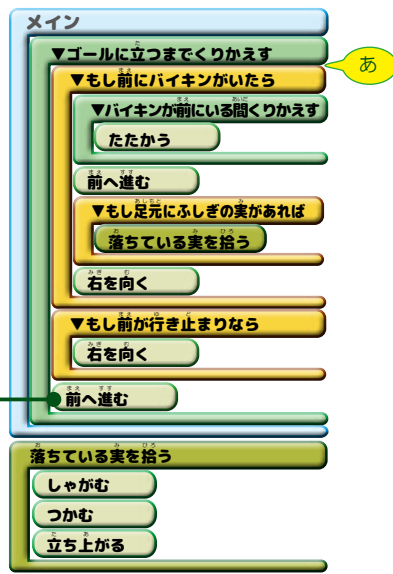 メイン
▼ゴールに立つまでくりかえす
あ
▼もし前にバイキンがいたら
▼バイキンが前にいる間くりかえす
たたかう
前へ進む
▼もし足元にふしぎの実があれば
落ちている実を拾う
右を向く
▼もし前が行き止まりなら
右を向く
前へ進む
落ちている実を拾う
しゃがむ
つかむ
立ち上がる